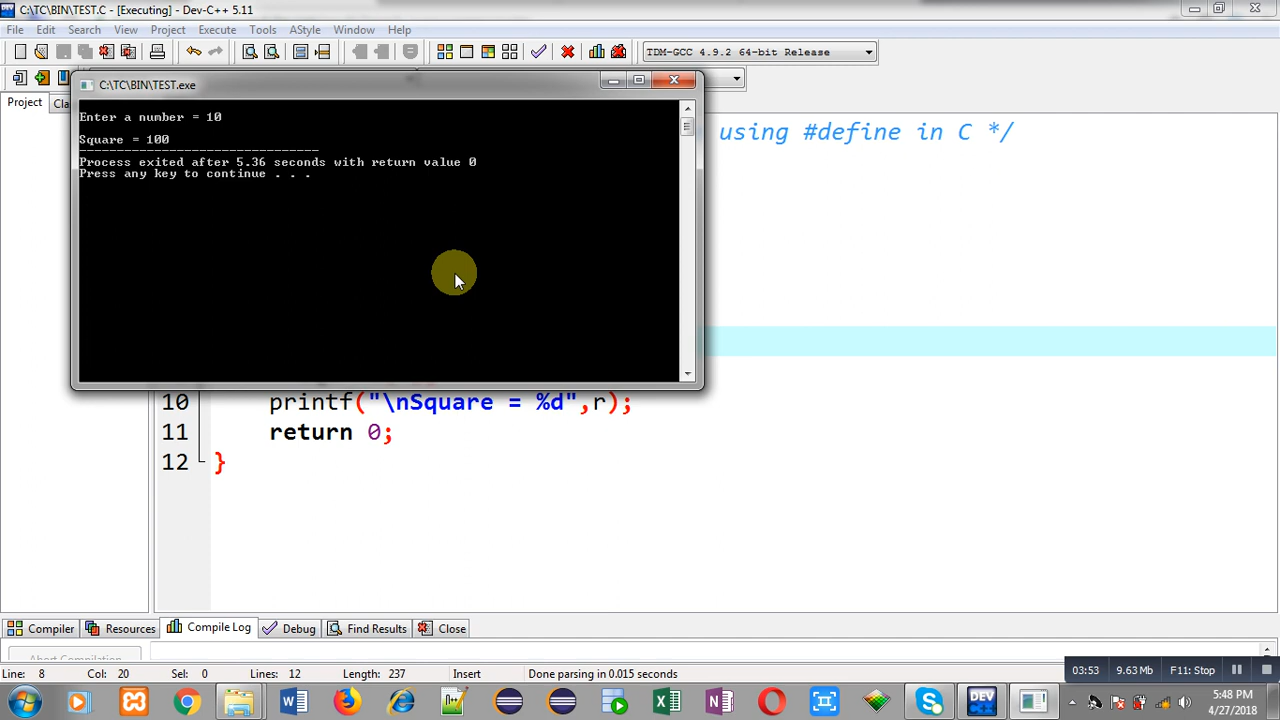 C:\TC\BIN\TEST.C - [Executing] - Dev-C++ 5.11
File Edit Search View Project Execute Tools AStyle Window Help
TDM-GCC 4.9.2 64-bit Release
C:\TC\BIN\TEST.exe
Project Cla
Enter a number = 10
using #define in C */
Square = 100
--------------------------------
Process exited after 5.36 seconds with return value 0
Press any key to continue . . .
10 printf("\nSquare = %d",r);
11 return 0;
12 }
Compiler Resources Compile Log Debug Find Results Close
Abort Compilation
Line: 8 Col: 20 Sel: 0 Lines: 12 Length: 237 Insert Done parsing in 0.015 seconds
03:53 9.63 Mb F11: Stop
DEV
5:48 PM
4/27/2018